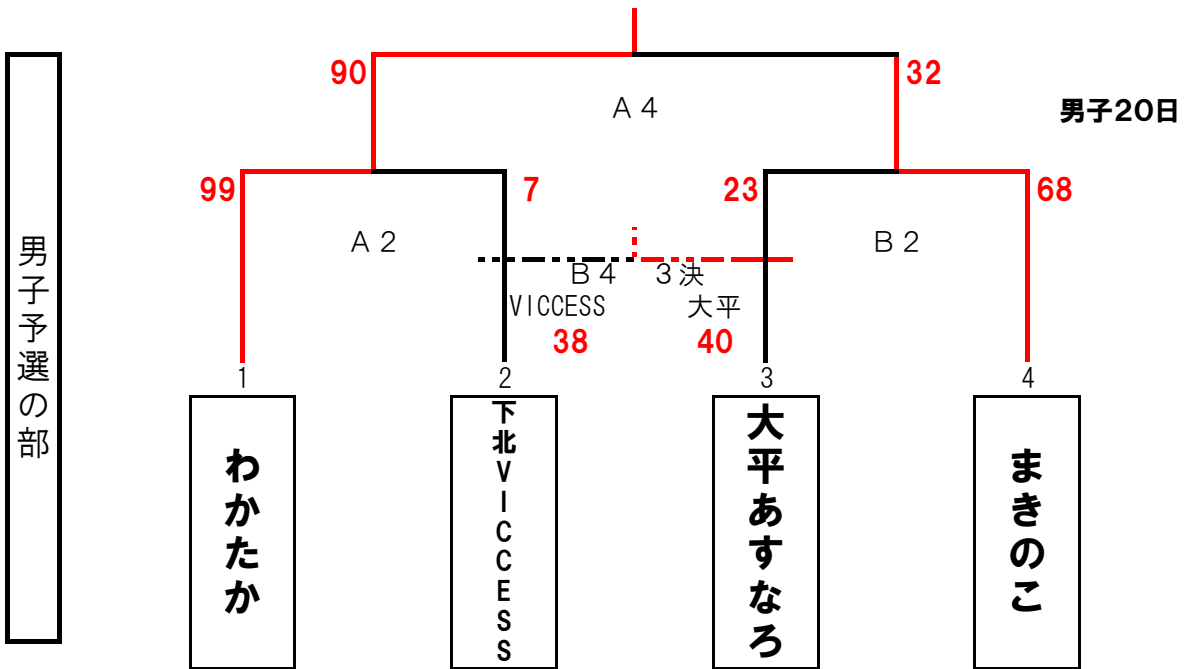 男子予選の部
90
32
Ａ４
男子20日
99
7
23
68
Ａ２
Ｂ２
Ｂ４ ３決
VICCESS 大平
38 40
1 2 3 4
わかたか
下北ＶＩＣＣＥＳＳ
大平あすなろ
まきのこ